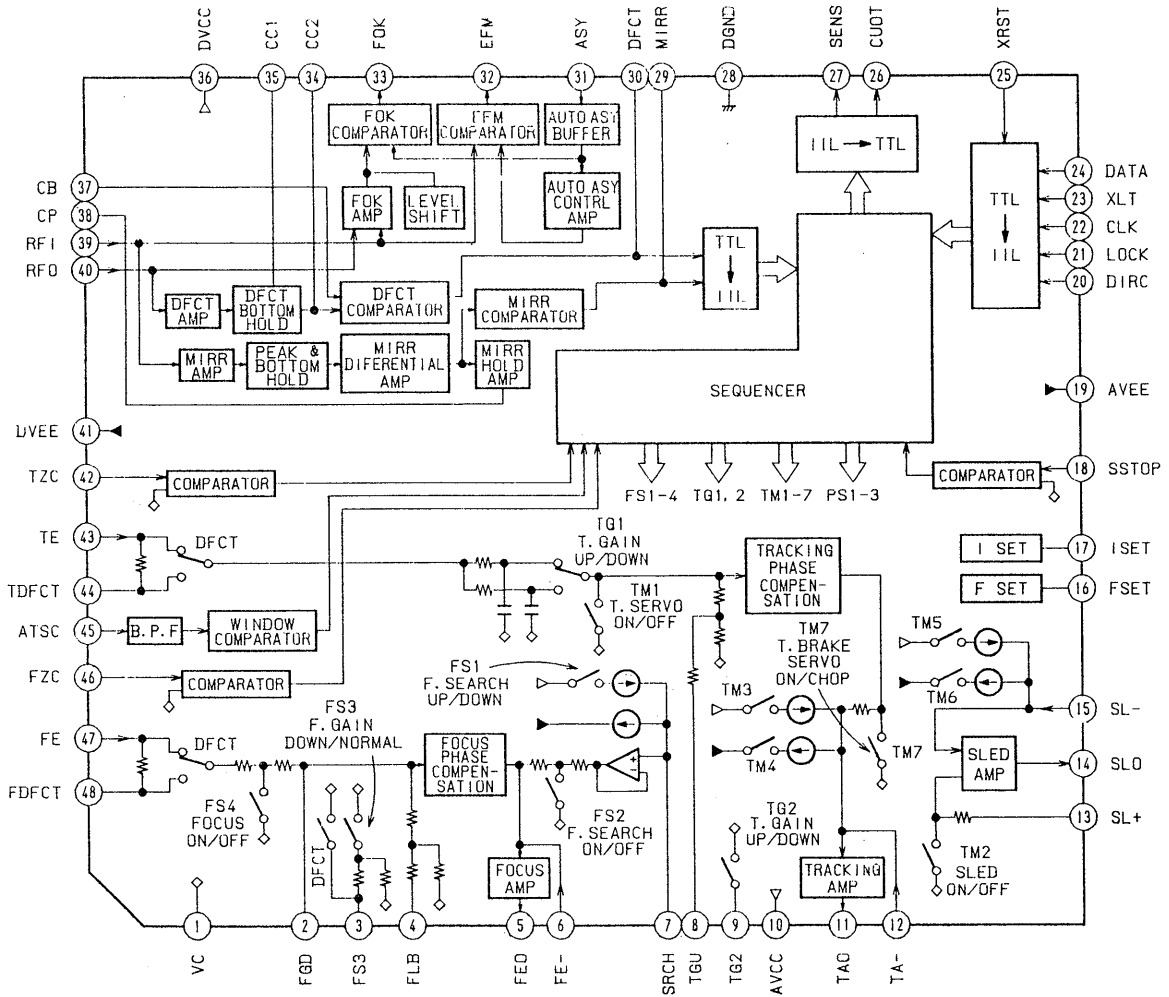 DVCC
CC1
CC2
FOK
EFM
ASY
DFCT
MIRR
DGND
SENS
CUOT
XRST
36
35
34
33
32
31
30
29
28
27
26
25
FOK
COMPARATOR
EFM
COMPARATOR
AUTO ASY
BUFFER
IIL → TTL
AUTO ASY
CONTRL
AMP
FOK
AMP
LEVEL
SHIFT
TTL
↓
IIL
TTL
↓
IIL
CB 37
CP 38
RFI 39
RFO 40
24 DATA
23 XLT
22 CLK
21 LOCK
20 DIRC
DFCT
AMP
DFCT
BOTTOM
HOLD
DFCT
COMPARATOR
MIRR
COMPARATOR
MIRR
AMP
PEAK &
BOTTOM
HOLD
MIRR
DIFERENTIAL
AMP
MIRR
HOLD
AMP
SEQUENCER
19 AVEE
DVEE 41
TZC 42
COMPARATOR
COMPARATOR
18 SSTOP
FS1-4
TG1, 2
TM1-7
PS1-3
TE 43
DFCT
TDFCT 44
TG1
T. GAIN
UP/DOWN
TM1
T. SERVO
ON/OFF
TRACKING
PHASE
COMPEN-
SATION
I SET
17 ISET
F SET
16 FSET
ATSC 45
B.P.F
WINDOW
COMPARATOR
FZC 46
COMPARATOR
FS1
F. SEARCH
UP/DOWN
TM7
T. BRAKE
SERVO
ON/CHOP
TM5
TM6
TM3
TM4
TM7
15 SL-
SLED
AMP
14 SLO
13 SL+
TM2
SLED
ON/OFF
FE 47
DFCT
FDFCT 48
FS3
F. GAIN
DOWN/NORMAL
FOCUS
PHASE
COMPEN-
SATION
FS4
FOCUS
ON/OFF
DFCT
FS2
F. SEARCH
ON/OFF
TG2
T. GAIN
UP/DOWN
FOCUS
AMP
TRACKING
AMP
1
2
3
4
5
6
7
8
9
10
11
12
VC
FGD
FS3
FLB
FEO
FE-
SRCH
TGU
TG2
AVCC
TAO
TA-